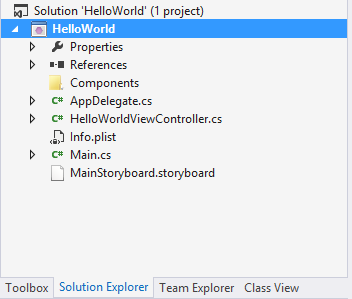 Solution 'HelloWorld' (1 project)
HelloWorld
Properties
References
Components
C# AppDelegate.cs
C# HelloWorldViewController.cs
Info.plist
C# Main.cs
MainStoryboard.storyboard
Toolbox Solution Explorer Team Explorer Class View